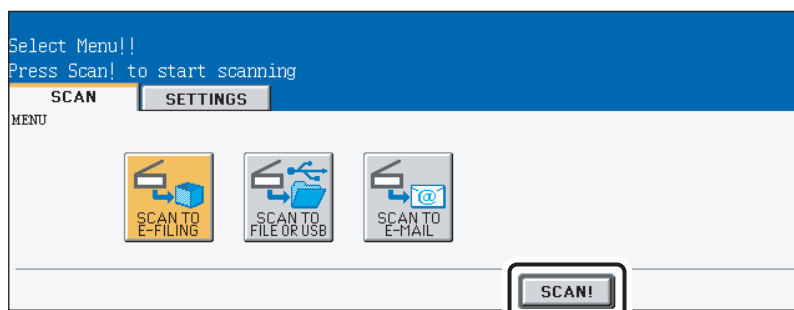 Select Menu!!
Press Scan! to start scanning
SCAN
SETTINGS
MENU
SCAN TO
E-FILING
SCAN TO
FILE OR USB
SCAN TO
E-MAIL
SCAN!